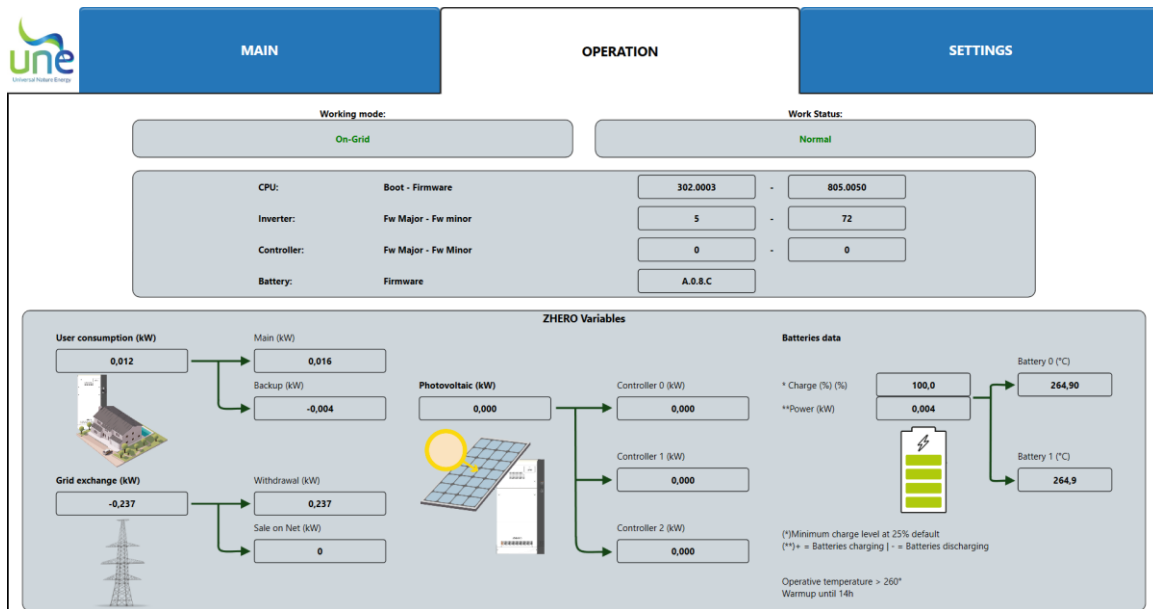 une
Universal Nature Energy
MAIN
OPERATION
SETTINGS
Working mode:
Work Status:
On-Grid
Normal
CPU: Boot - Firmware 302.0003 - 805.0050
Inverter: Fw Major - Fw minor 5 - 72
Controller: Fw Major - Fw Minor 0 - 0
Battery: Firmware A.0.8.C
ZHERO Variables
User consumption (kW)
0,012
Main (kW)
0,016
Backup (kW)
-0,004
Grid exchange (kW)
-0,237
Withdrawal (kW)
0,237
Sale on Net (kW)
0
Photovoltaic (kW)
0,000
Controller 0 (kW)
0,000
Controller 1 (kW)
0,000
Controller 2 (kW)
0,000
Batteries data
* Charge (%) (%) 100,0
**Power (kW) 0,004
Battery 0 (°C)
264,90
Battery 1 (°C)
264,9
(*)Minimum charge level at 25% default
(**)+ = Batteries charging | - = Batteries discharging
Operative temperature > 260°
Warmup until 14h